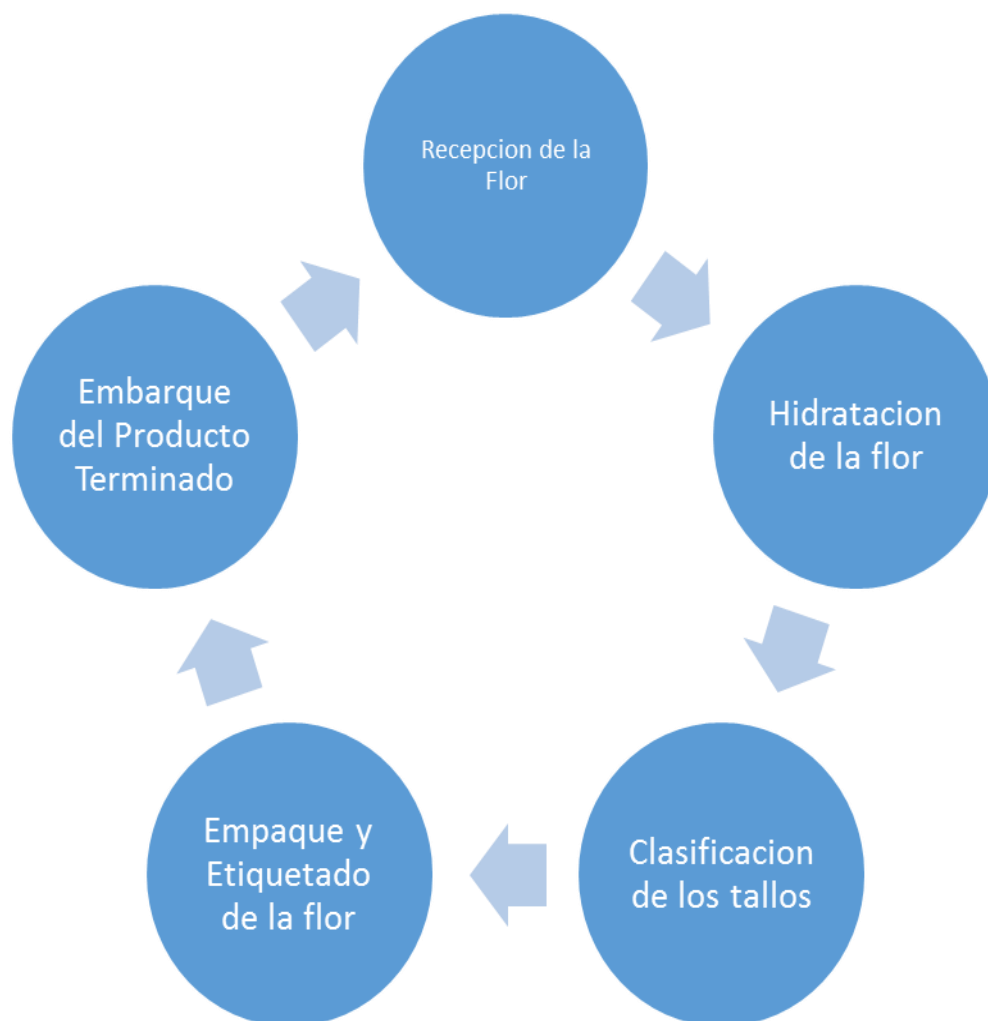 Recepcion de la
Flor
Hidratacion
de la flor
Clasificacion
de los tallos
Empaque y
Etiquetado
de la flor
Embarque
del Producto
Terminado